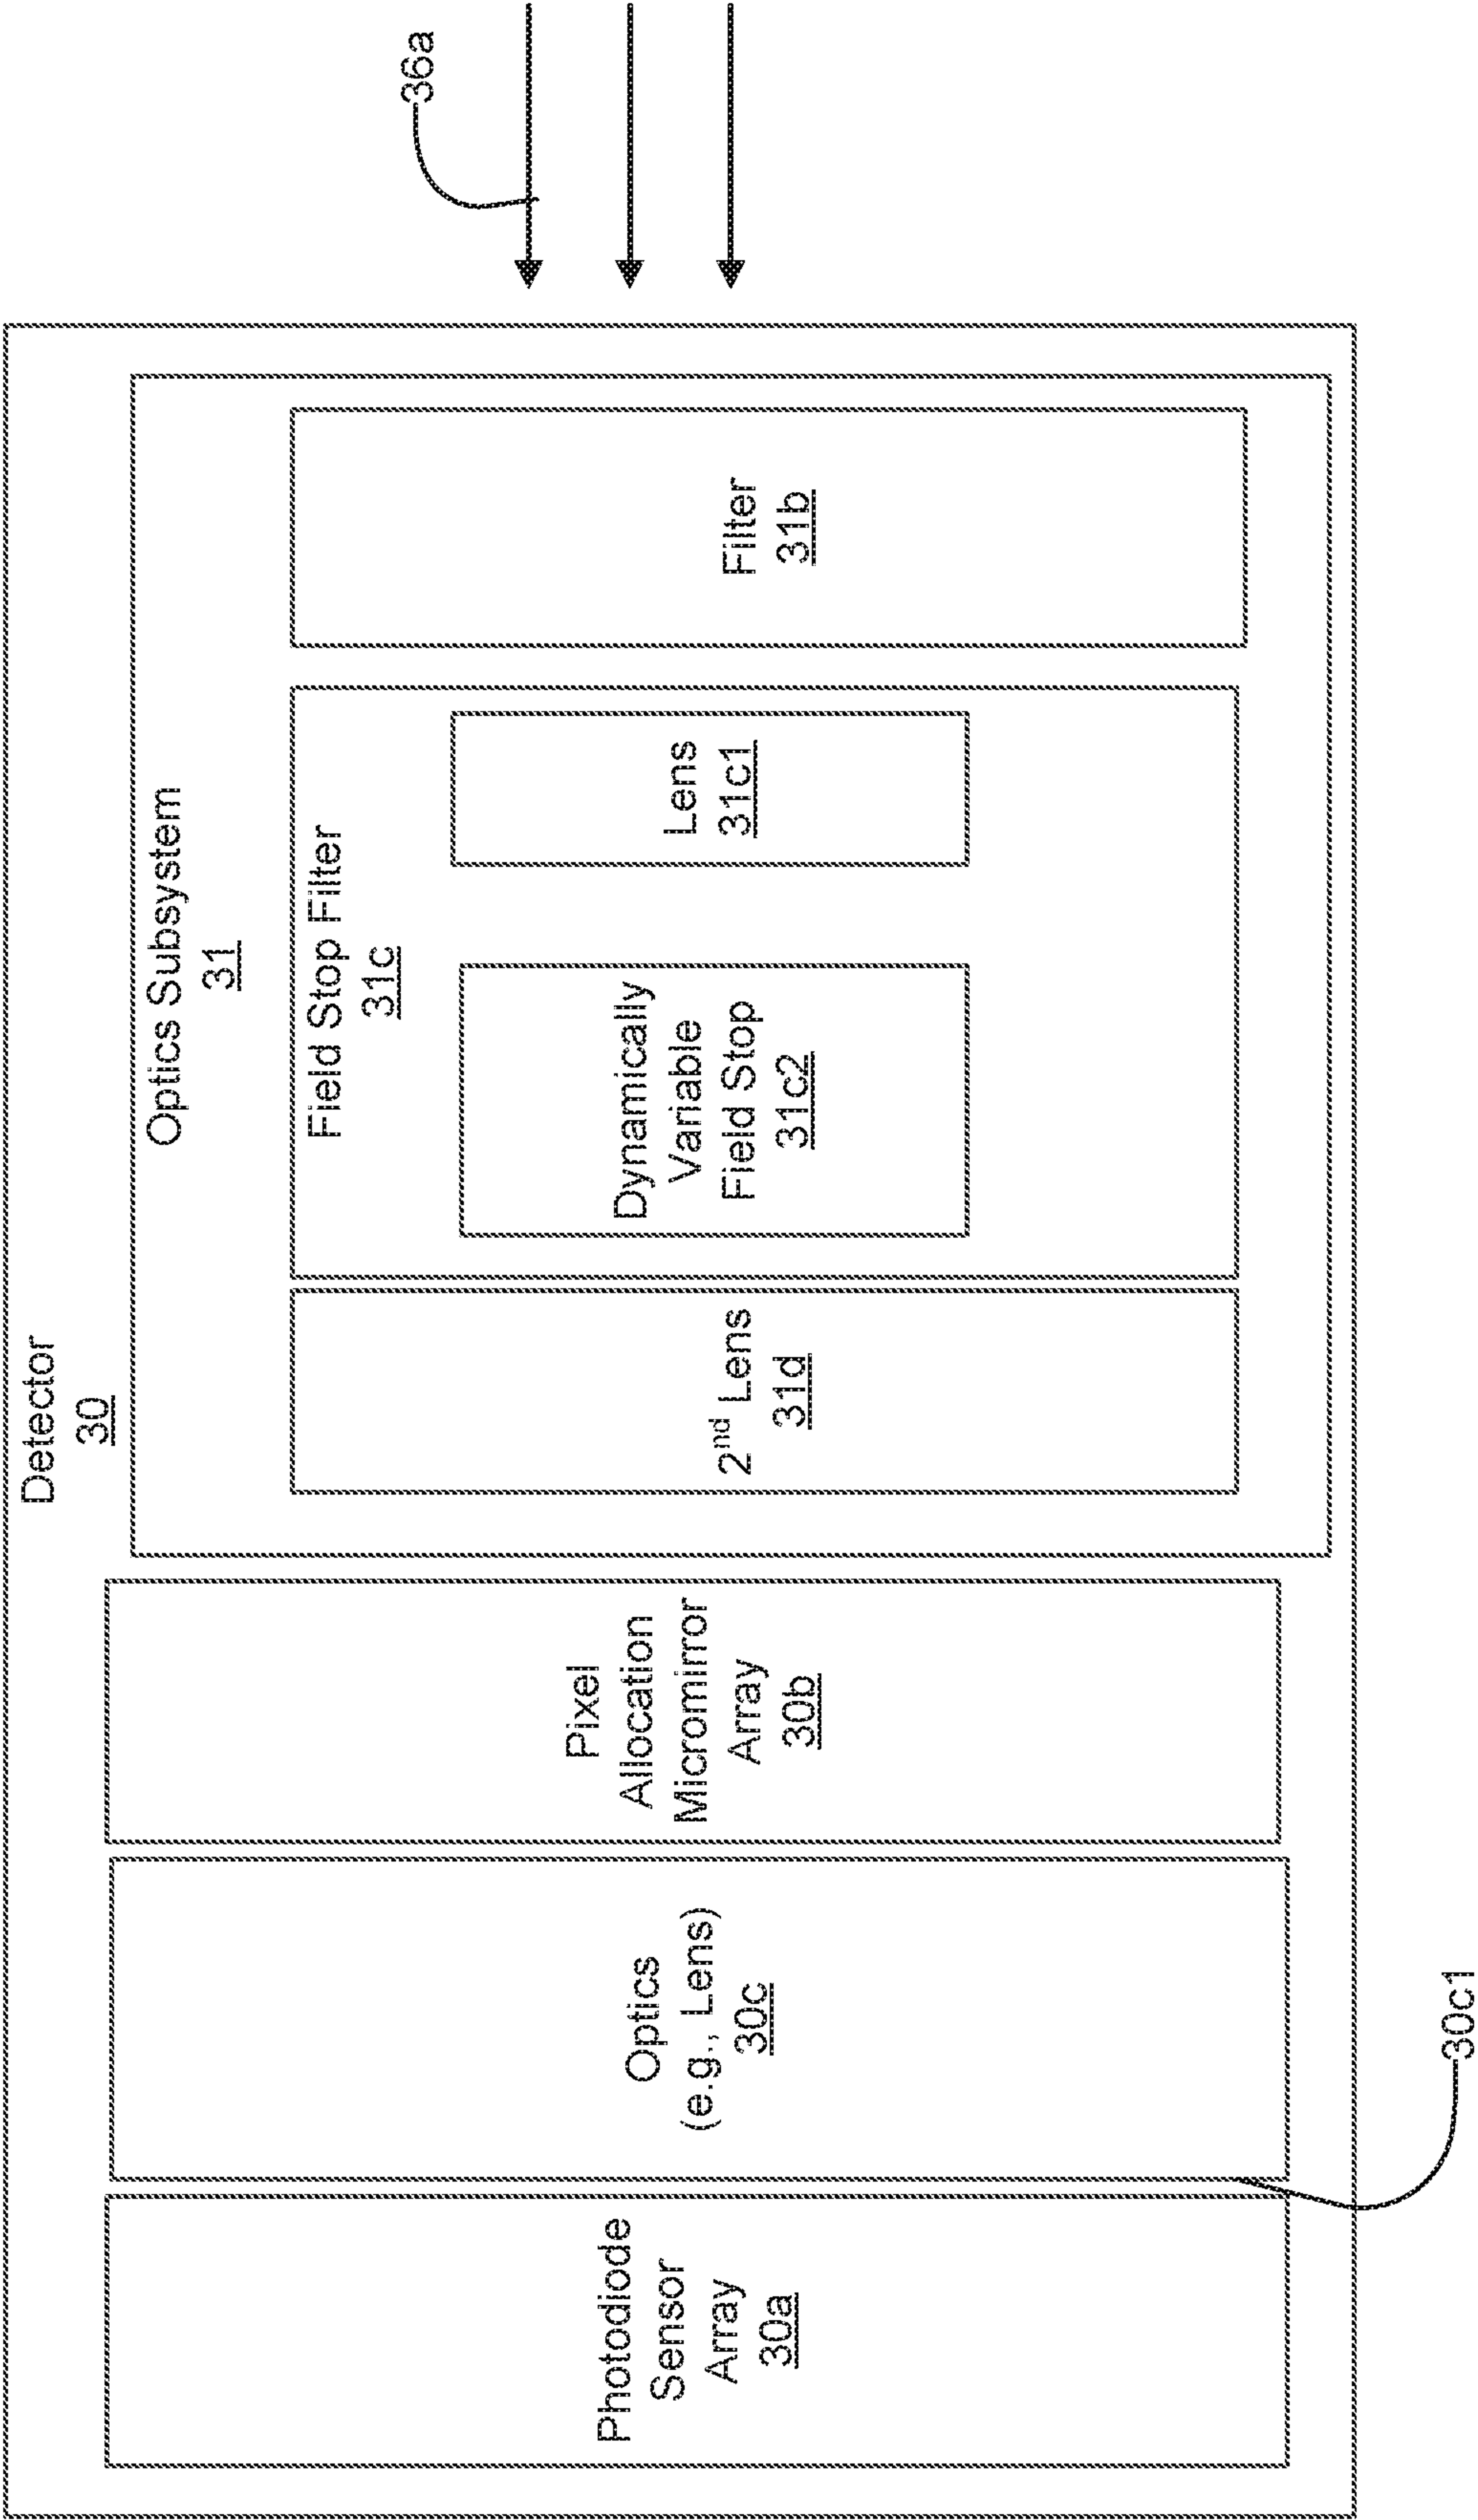 Detector
30
Optics Subsystem
31
Photodiode
Sensor
Array
30a
Optics
(e.g., Lens)
30c
Pixel
Allocation
Micromirror
Array
30b
2nd Lens
31d
Field Stop Filter
31c
Dynamically
Variable
Field Stop
31c2
Lens
31c1
Filter
31b
36a
30c1